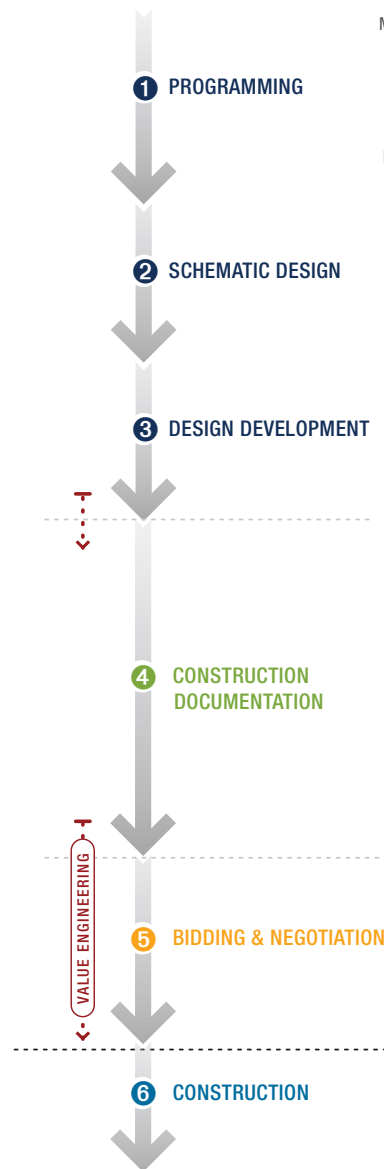 1 PROGRAMMING
2 SCHEMATIC DESIGN
3 DESIGN DEVELOPMENT
4 CONSTRUCTION
DOCUMENTATION
VALUE ENGINEERING
5 BIDDING & NEGOTIATION
6 CONSTRUCTION